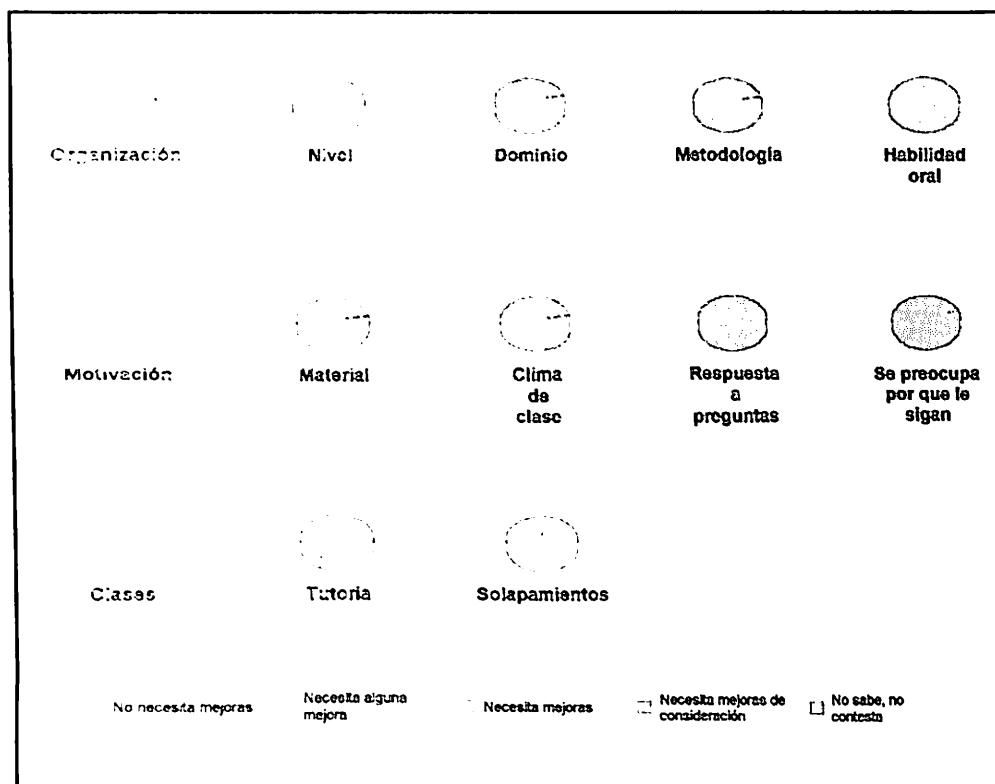 Organización
Nivel
Dominio
Metodología
Habilidad
oral
Motivación
Material
Clima
de
clase
Respuesta
a
preguntas
Se preocupa
por que le
sigan
Clases
Tutoria
Solapamientos
No necesita mejoras
Necesita alguna
mejora
Necesita mejoras
Necesita mejoras de
consideración
No sabe, no
contesta